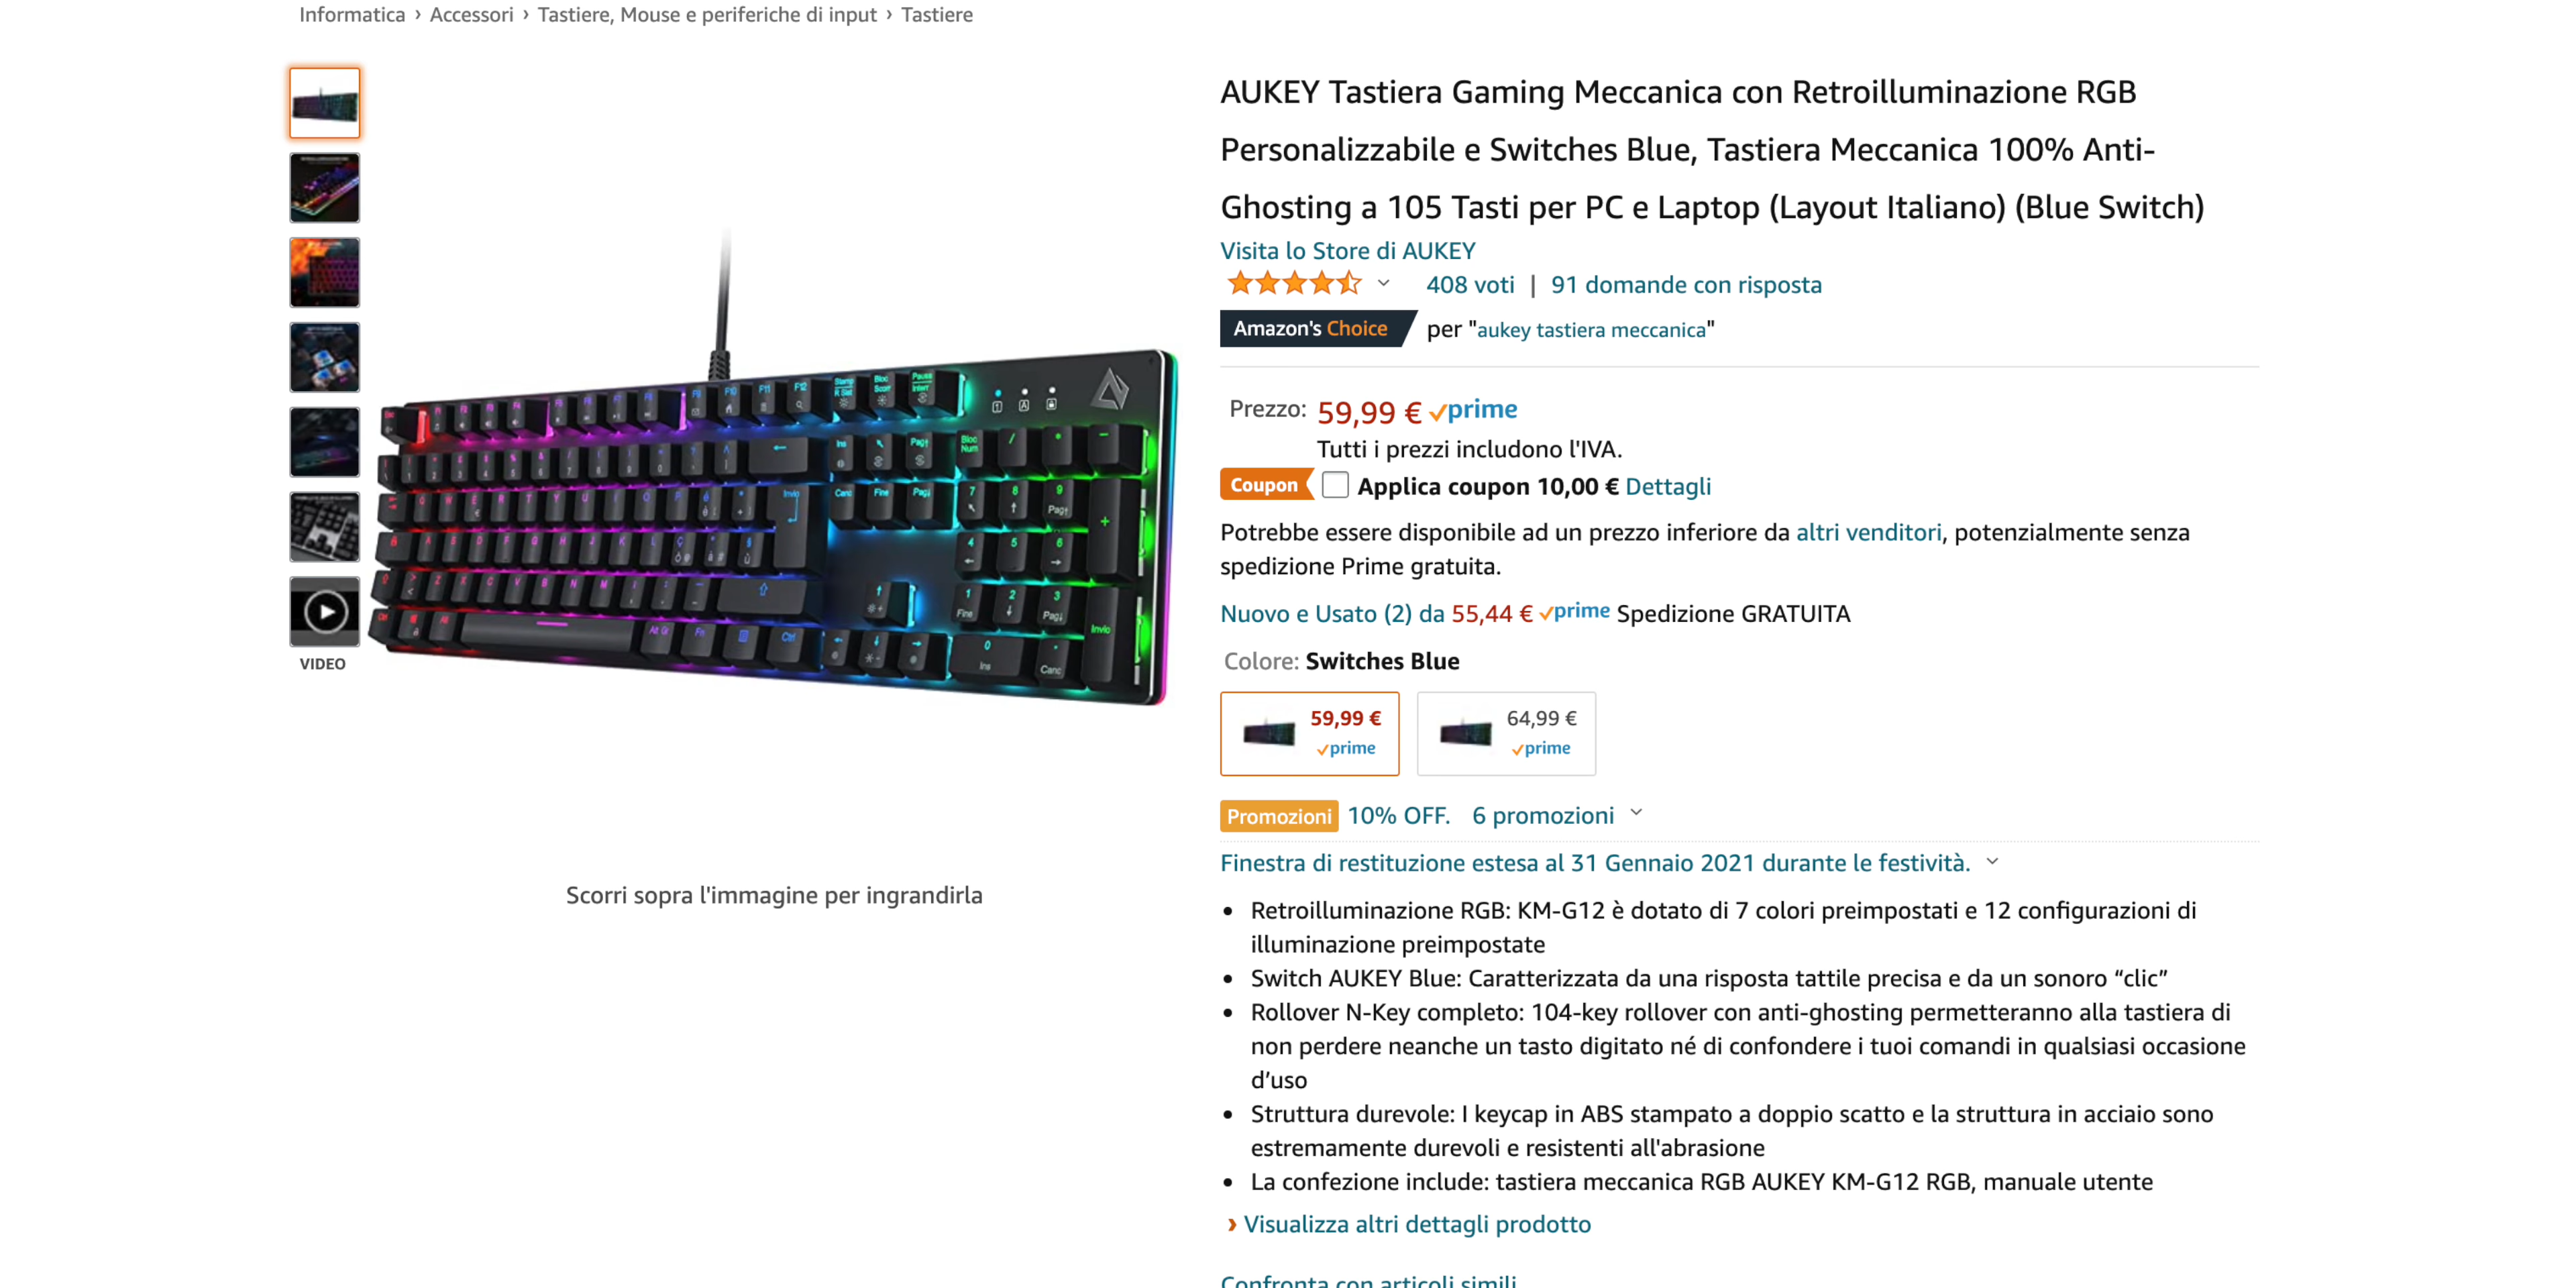 Informatica › Accessori › Tastiere, Mouse e periferiche di input › Tastiere
AUKEY Tastiera Gaming Meccanica con Retroilluminazione RGB
Personalizzabile e Switches Blue, Tastiera Meccanica 100% Anti-
Ghosting a 105 Tasti per PC e Laptop (Layout Italiano) (Blue Switch)
Visita lo Store di AUKEY
408 voti | 91 domande con risposta
Amazon's Choice per "aukey tastiera meccanica"
Prezzo: 59,99 € prime
Tutti i prezzi includono l'IVA.
Coupon Applica coupon 10,00 € Dettagli
Potrebbe essere disponibile ad un prezzo inferiore da altri venditori, potenzialmente senza
spedizione Prime gratuita.
Nuovo e Usato (2) da 55,44 € prime Spedizione GRATUITA
VIDEO
Colore: Switches Blue
59,99 € 64,99 €
prime prime
Promozioni 10% OFF. 6 promozioni
Finestra di restituzione estesa al 31 Gennaio 2021 durante le festività.
Scorri sopra l'immagine per ingrandirla
• Retroilluminazione RGB: KM-G12 è dotato di 7 colori preimpostati e 12 configurazioni di
illuminazione preimpostate
• Switch AUKEY Blue: Caratterizzata da una risposta tattile precisa e da un sonoro “clic”
• Rollover N-Key completo: 104-key rollover con anti-ghosting permetteranno alla tastiera di
non perdere neanche un tasto digitato né di confondere i tuoi comandi in qualsiasi occasione
d’uso
• Struttura durevole: I keycap in ABS stampato a doppio scatto e la struttura in acciaio sono
estremamente durevoli e resistenti all'abrasione
• La confezione include: tastiera meccanica RGB AUKEY KM-G12 RGB, manuale utente
› Visualizza altri dettagli prodotto
Confronta con articoli simili